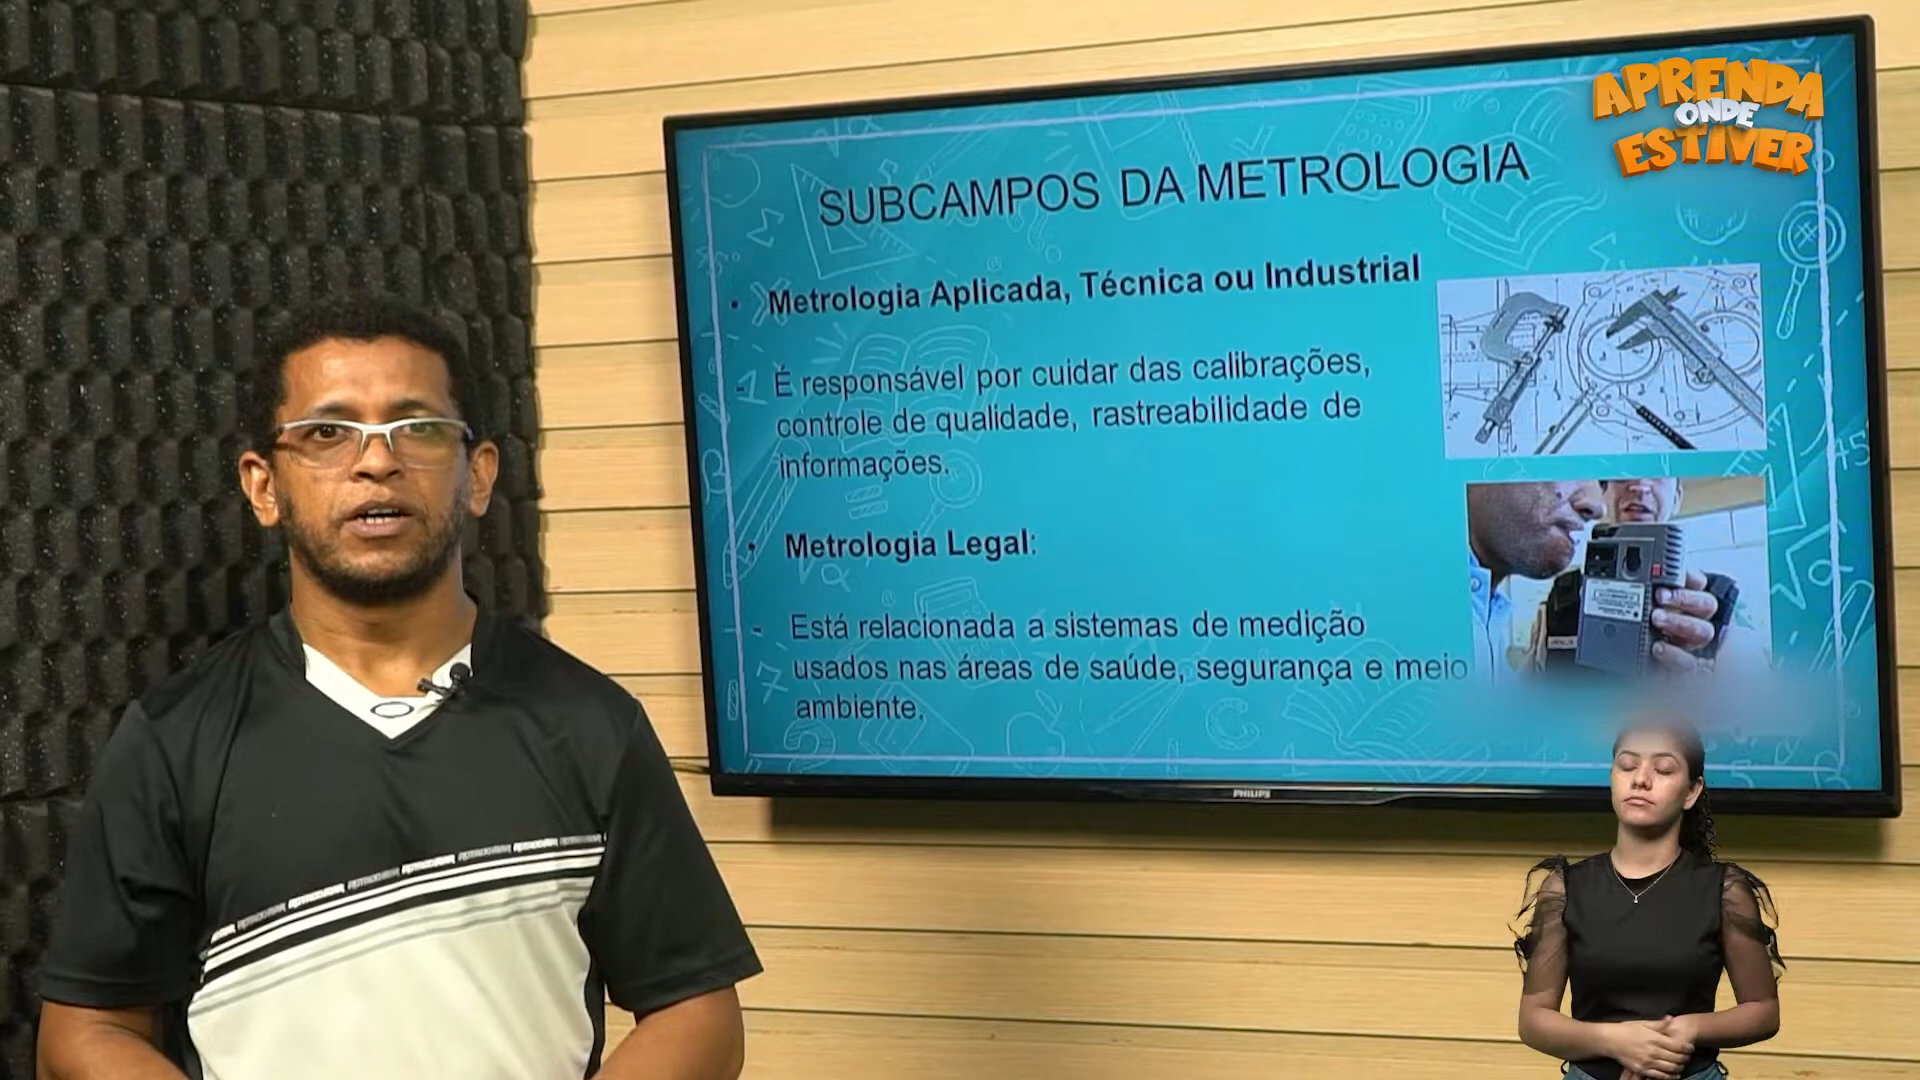 APRENDA
ONDE
ESTIVER
SUBCAMPOS DA METROLOGIA
• Metrologia Aplicada, Técnica ou Industrial
- É responsável por cuidar das calibrações,
controle de qualidade, rastreabilidade de
informações.
• Metrologia Legal:
- Está relacionada a sistemas de medição
usados nas áreas de saúde, segurança e meio
ambiente.
PHILIPS